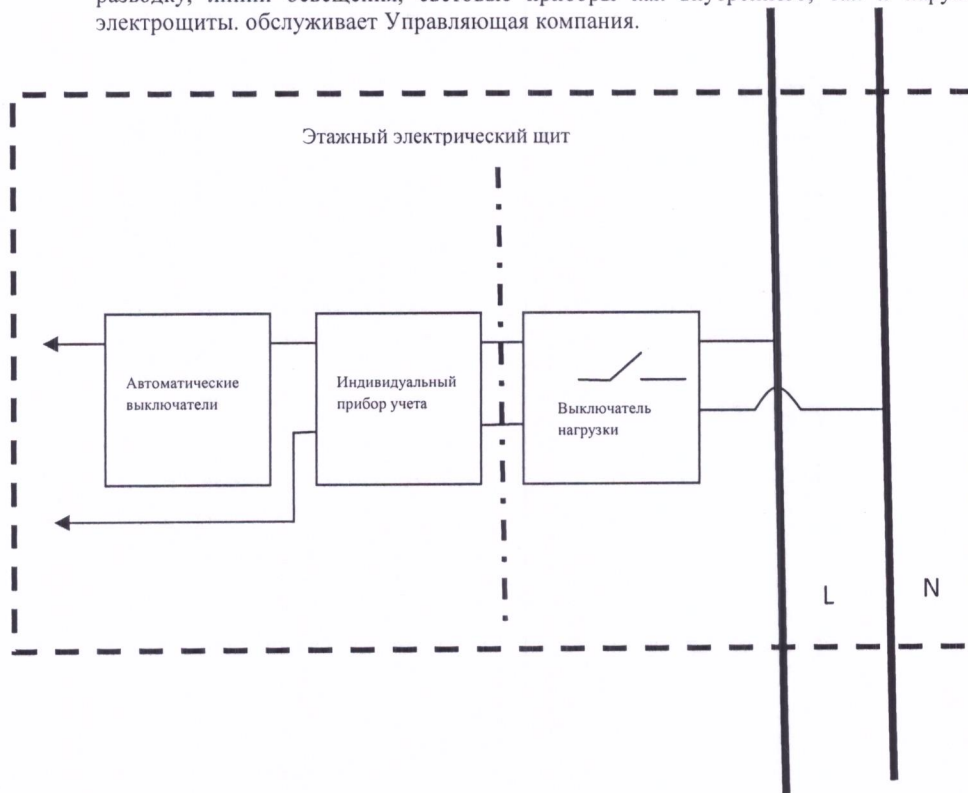 электрощиты. обслуживает Управляющая компания.
Этажный электрический щит
Автоматические
выключатели
Индивидуальный
прибор учета
Выключатель
нагрузки
L
N